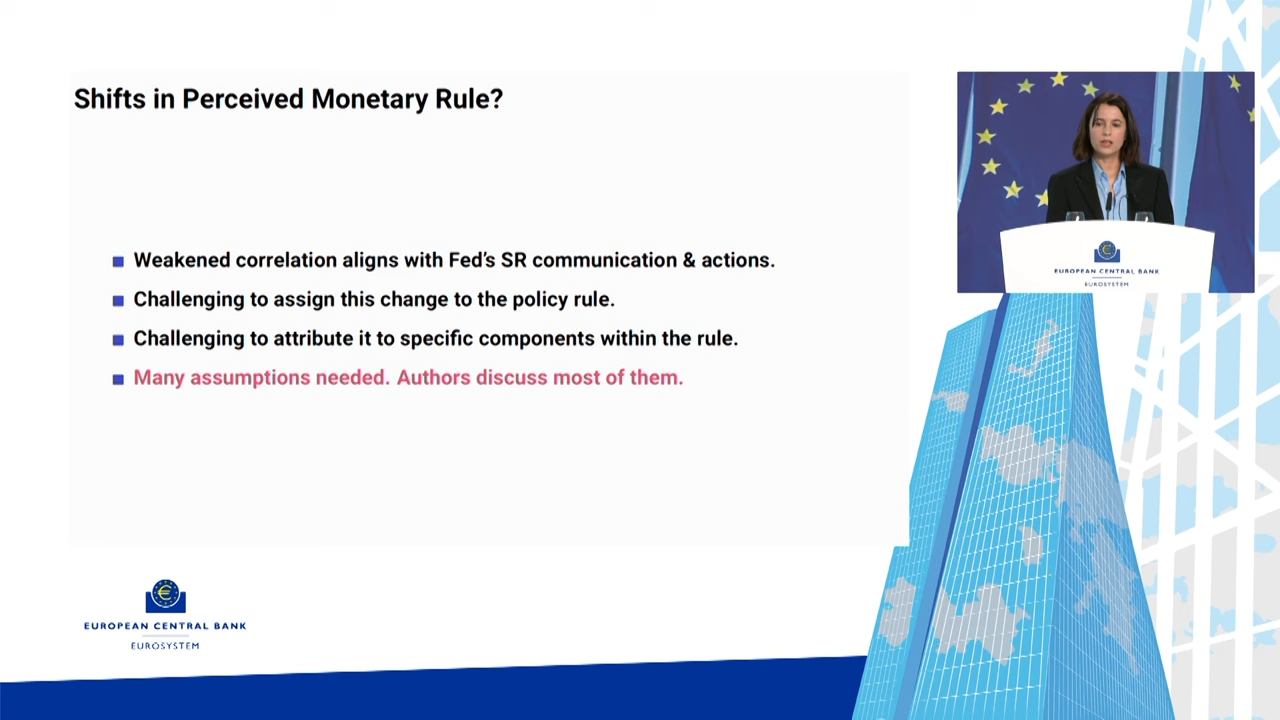 Shifts in Perceived Monetary Rule?
Weakened correlation aligns with Fed's SR communication & actions.
Challenging to assign this change to the policy rule.
Challenging to attribute it to specific components within the rule.
Many assumptions needed. Authors discuss most of them.
EUROPEAN CENTRAL BANK
EUROSYSTEM
EUROPEAN CENTRAL BANK
EUROSYSTEM